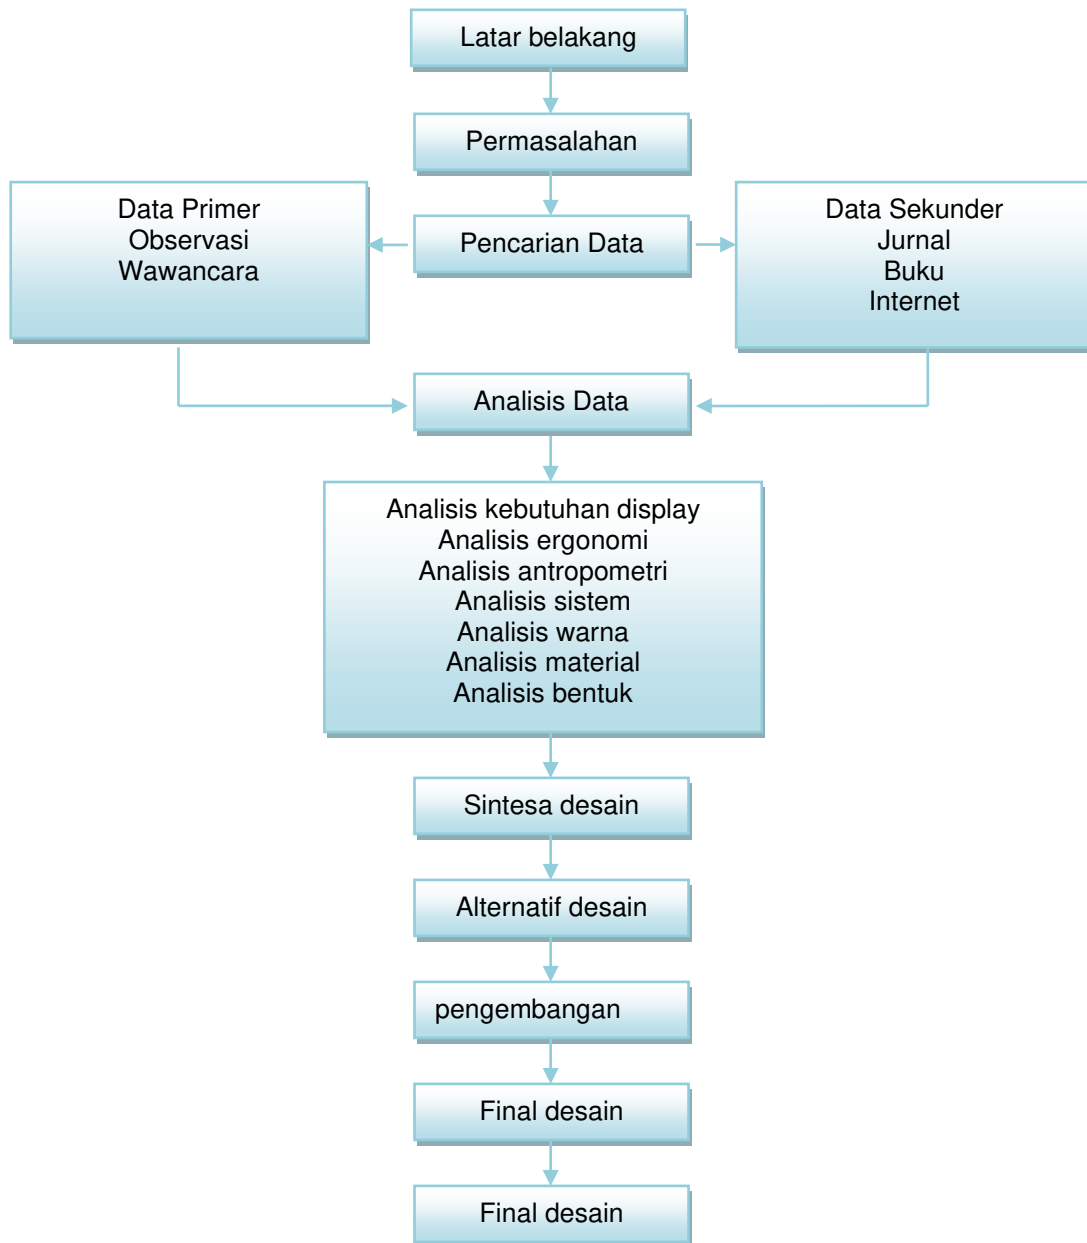 Latar belakang
Permasalahan
Pencarian Data
Data Primer
Observasi
Wawancara
Data Sekunder
Jurnal
Buku
Internet
Analisis Data
Analisis kebutuhan display
Analisis ergonomi
Analisis antropometri
Analisis sistem
Analisis warna
Analisis material
Analisis bentuk
Sintesa desain
Alternatif desain
pengembangan
Final desain
Final desain